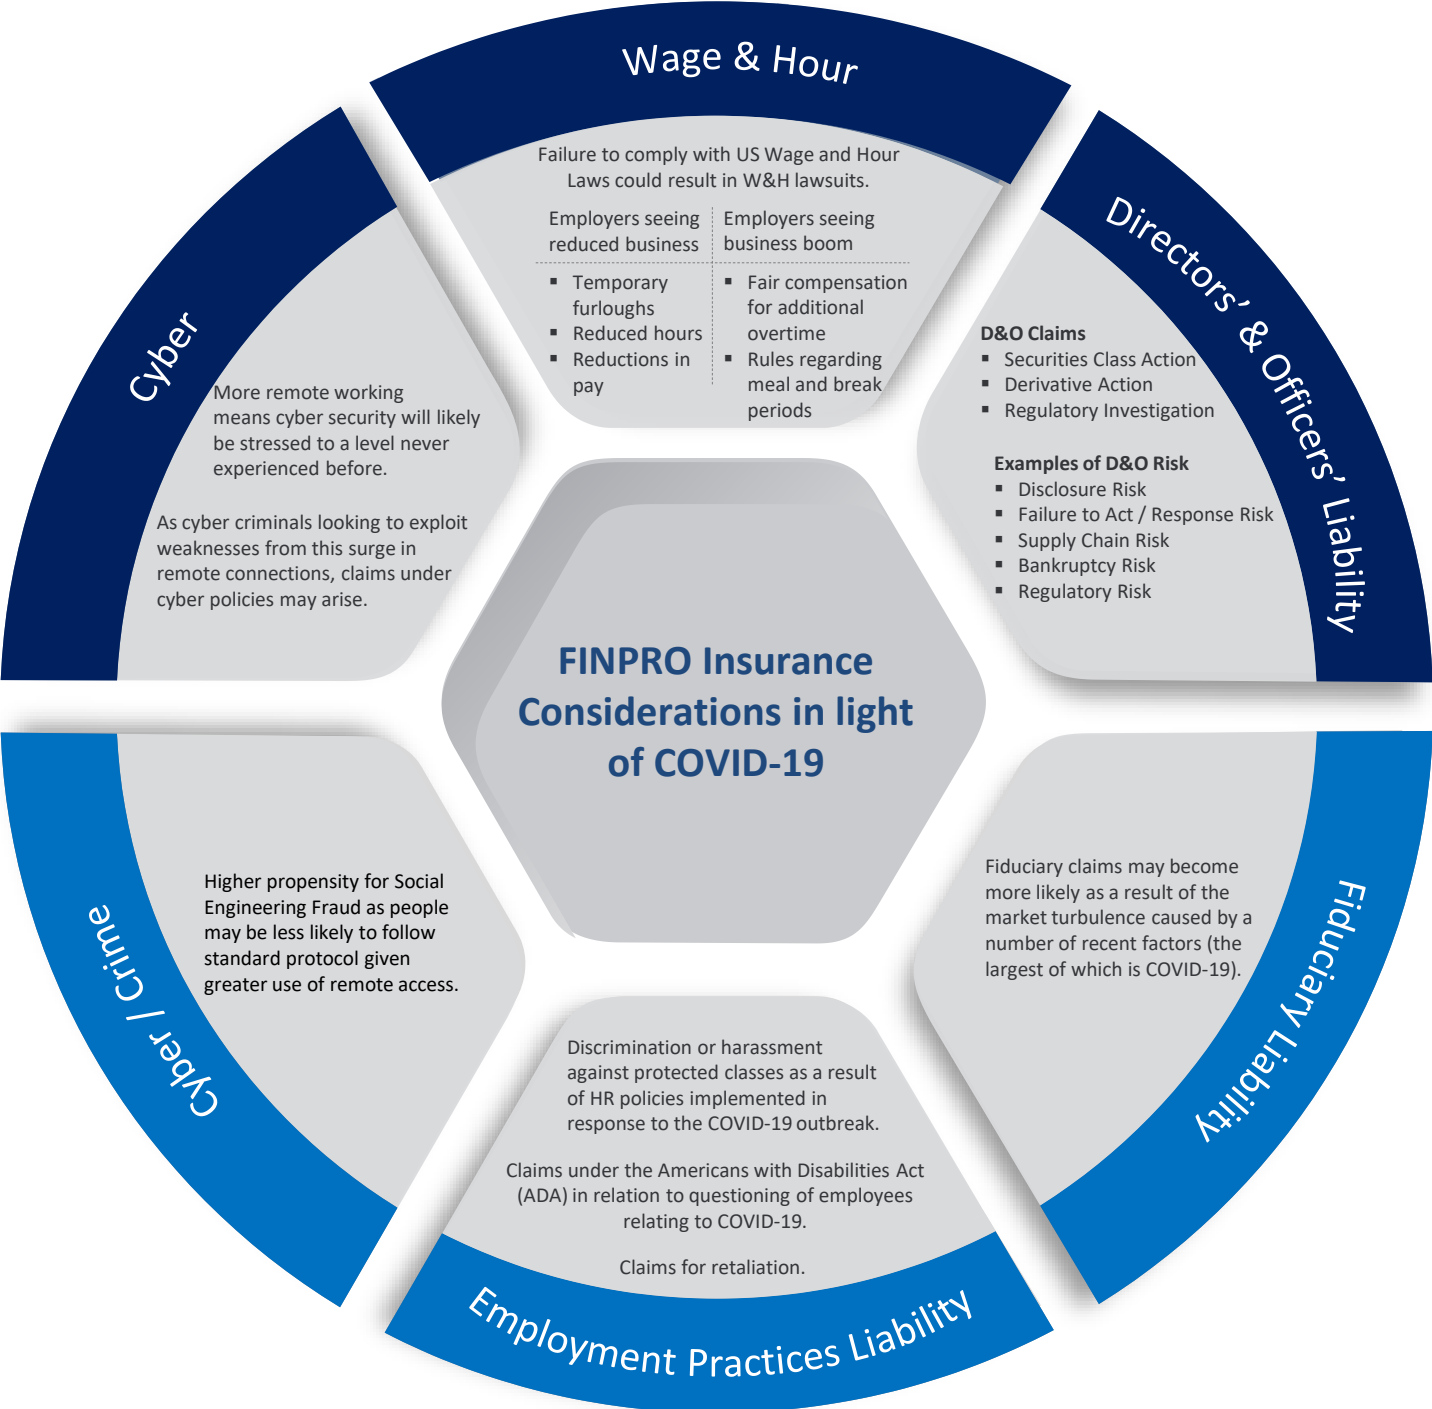 Wage & Hour
Failure to comply with US Wage and Hour
Laws could result in W&H lawsuits.
Employers seeing
reduced business
▪ Temporary
furloughs
▪ Reduced hours
▪ Reductions in
pay
Employers seeing
business boom
▪ Fair compensation
for additional
overtime
▪ Rules regarding
meal and break
periods
Directors’ & Officers’ Liability
D&O Claims
▪ Securities Class Action
▪ Derivative Action
▪ Regulatory Investigation
Examples of D&O Risk
▪ Disclosure Risk
▪ Failure to Act / Response Risk
▪ Supply Chain Risk
▪ Bankruptcy Risk
▪ Regulatory Risk
Cyber
More remote working
means cyber security will likely
be stressed to a level never
experienced before.
As cyber criminals looking to exploit
weaknesses from this surge in
remote connections, claims under
cyber policies may arise.
FINPRO Insurance
Considerations in light
of COVID-19
Cyber / Crime
Higher propensity for Social
Engineering Fraud as people
may be less likely to follow
standard protocol given
greater use of remote access.
Fiduciary Liability
Fiduciary claims may become
more likely as a result of the
market turbulence caused by a
number of recent factors (the
largest of which is COVID-19).
Discrimination or harassment
against protected classes as a result
of HR policies implemented in
response to the COVID-19 outbreak.
Claims under the Americans with Disabilities Act
(ADA) in relation to questioning of employees
relating to COVID-19.
Claims for retaliation.
Employment Practices Liability